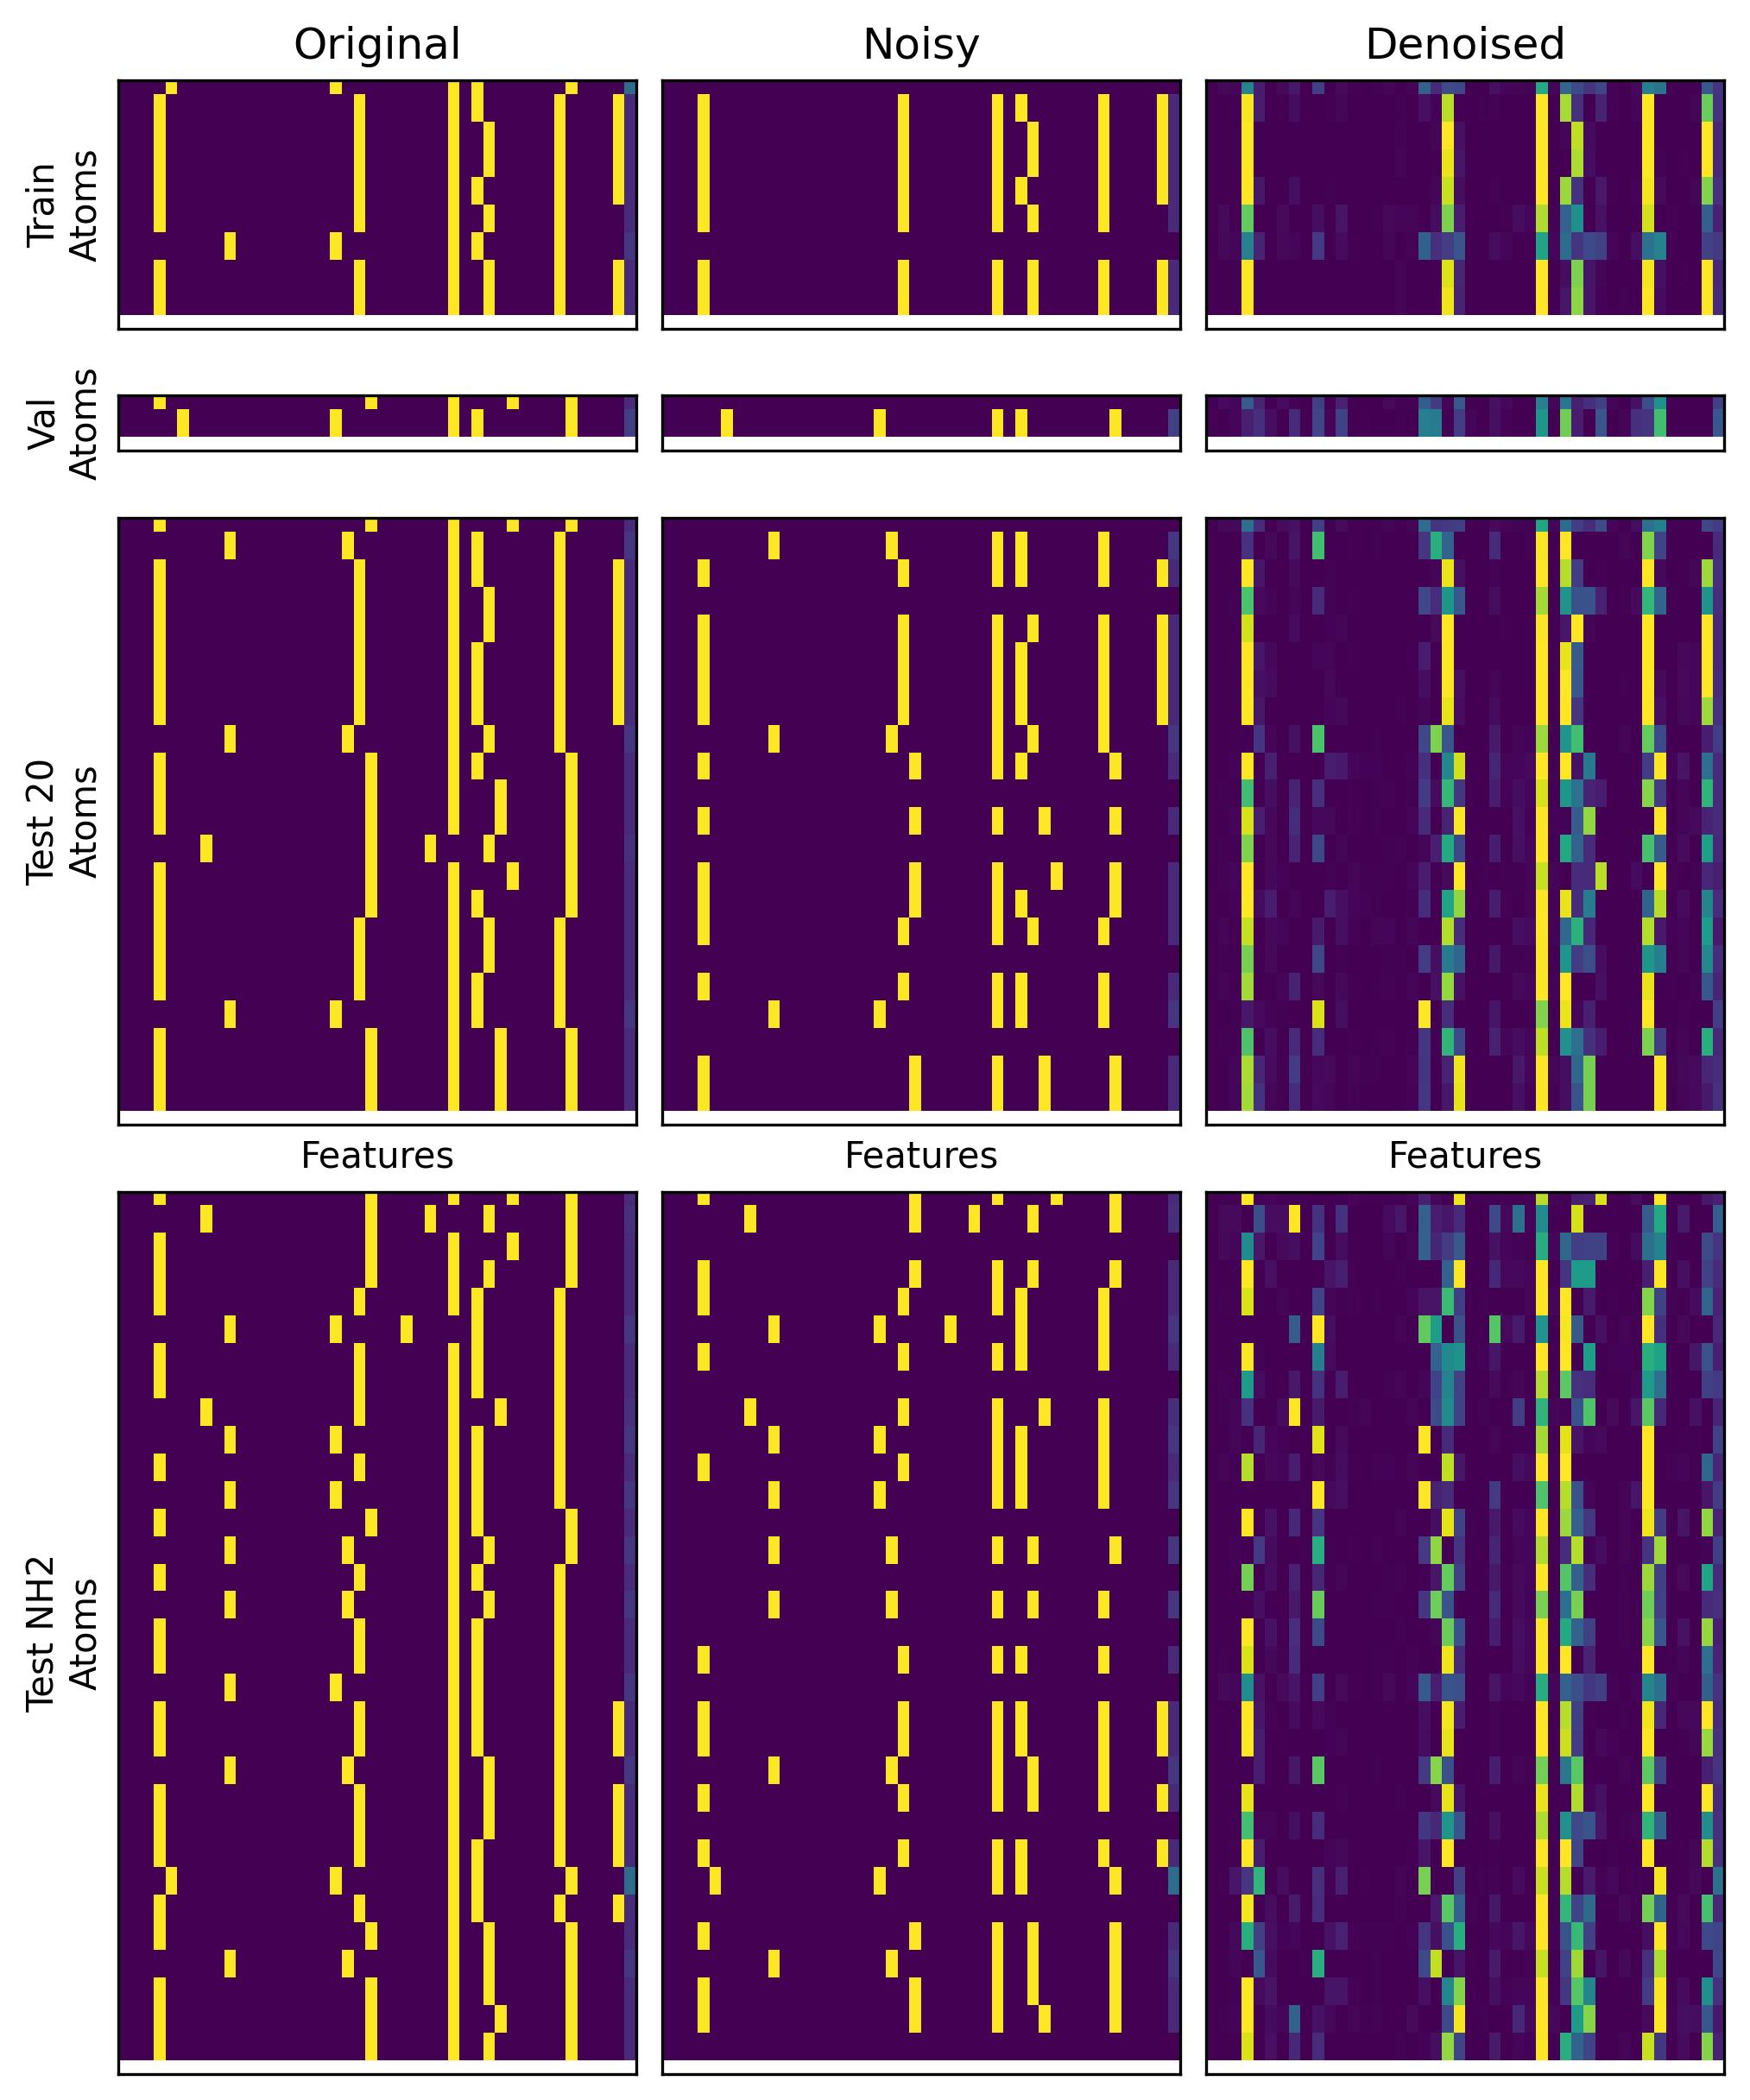 Original
Noisy
Denoised
Train
Atoms
Val
Atoms
Test 20
Atoms
Features
Features
Features
Test NH2
Atoms